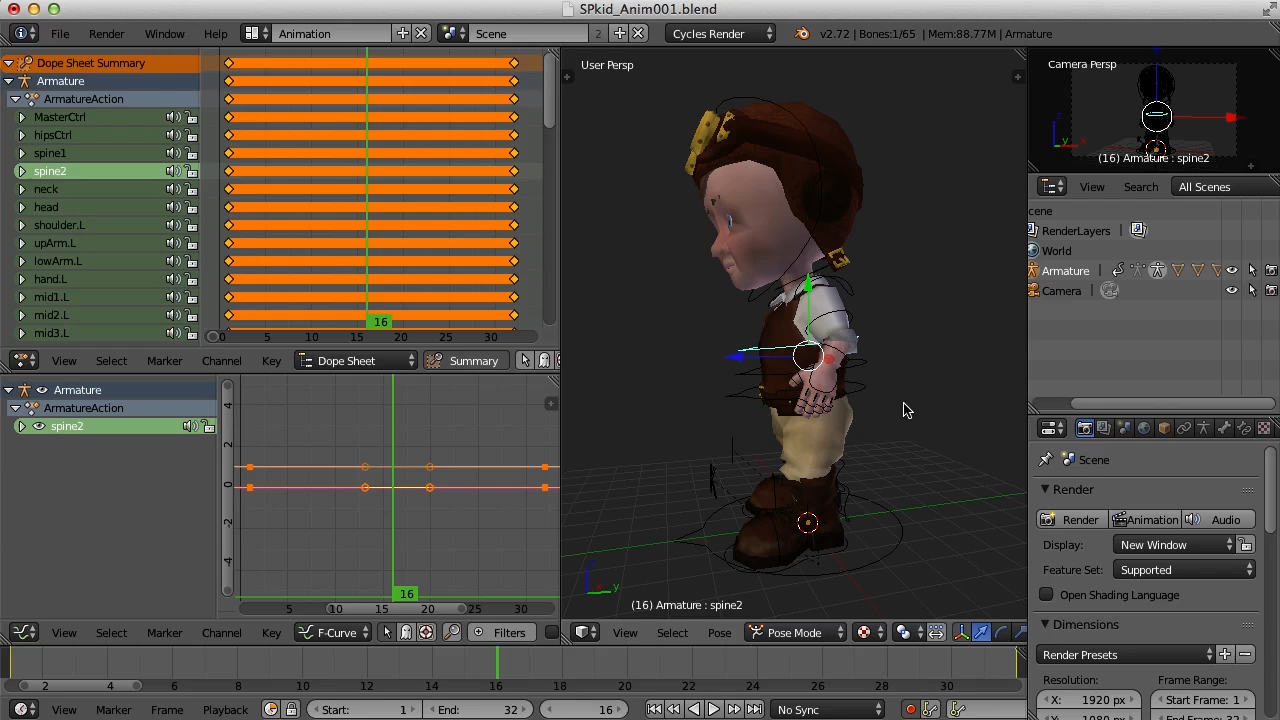 SPkid_Anim001.blend
File Render Window Help Animation Scene 2 Cycles Render v2.72 | Bones:1/65 | Mem:88.77M | Armature
Dope Sheet Summary
Armature
ArmatureAction
MasterCtrl
hipsCtrl
spine1
spine2
neck
head
shoulder.L
upArm.L
lowArm.L
hand.L
mid1.L
mid2.L
mid3.L
16
0 5 10 15 20 25 30
View Select Marker Channel Key Dope Sheet Summary
Armature
ArmatureAction
spine2
4
2
0
-2
-4
16
5 10 15 20 25 30
View Select Marker Channel Key F-Curve Filters
User Persp
z
x y
(16) Armature : spine2
View Select Pose Pose Mode
Camera Persp
z
y x
(16) Armature : spine2
View Search All Scenes
cene
RenderLayers
World
Armature
Camera
Scene
Render
Render Animation Audio
Display: New Window
Feature Set: Supported
Open Shading Language
Dimensions
Render Presets
Resolution: Frame Range:
X: 1920 px Start Frame: 1
2 4 6 8 10 12 14 16 18 20 22 24 26 28 30
View Marker Frame Playback Start: 1 End: 32 16 No Sync